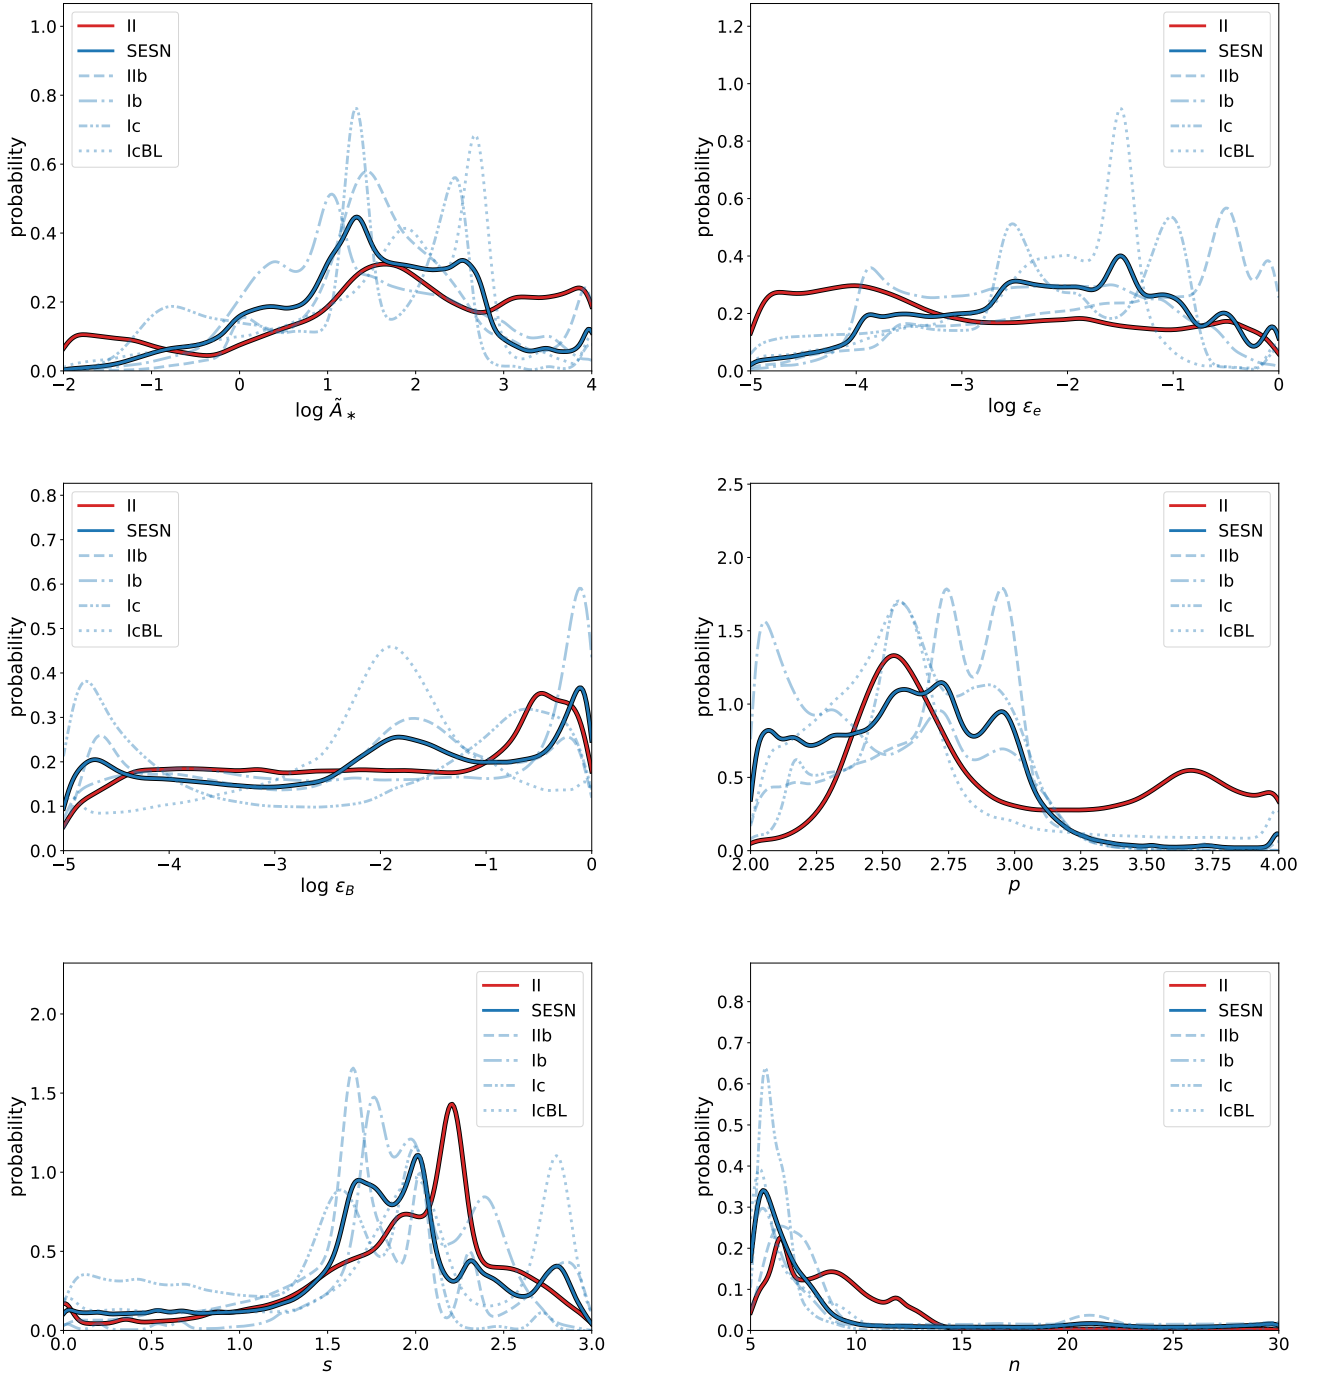 1.0
0.8
0.6
0.4
0.2
0.0
probability
II
SESN
IIb
Ib
Ic
IcBL
−2 −1 0 1 2 3 4
log Ã∗
1.2
1.0
0.8
0.6
0.4
0.2
0.0
probability
II
SESN
IIb
Ib
Ic
IcBL
−5 −4 −3 −2 −1 0
log εe
0.8
0.7
0.6
0.5
0.4
0.3
0.2
0.1
0.0
probability
II
SESN
IIb
Ib
Ic
IcBL
−5 −4 −3 −2 −1 0
log εB
2.5
2.0
1.5
1.0
0.5
0.0
probability
II
SESN
IIb
Ib
Ic
IcBL
2.00 2.25 2.50 2.75 3.00 3.25 3.50 3.75 4.00
p
2.0
1.5
1.0
0.5
0.0
probability
II
SESN
IIb
Ib
Ic
IcBL
0.0 0.5 1.0 1.5 2.0 2.5 3.0
s
0.8
0.7
0.6
0.5
0.4
0.3
0.2
0.1
0.0
probability
II
SESN
IIb
Ib
Ic
IcBL
5 10 15 20 25 30
n